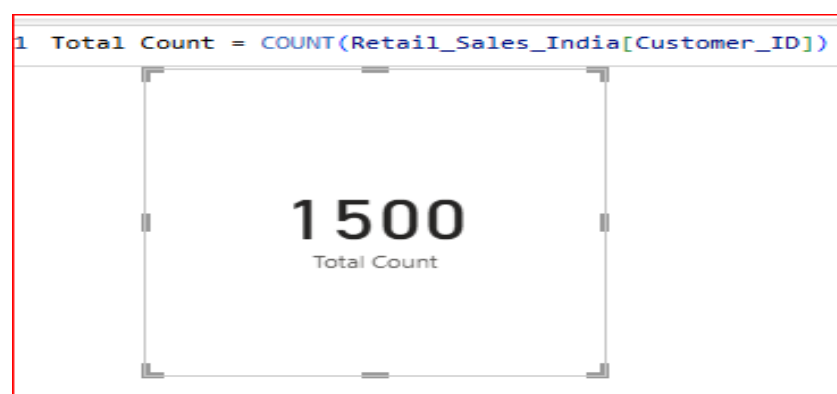 1 Total Count = COUNT(Retail_Sales_India[Customer_ID])
1500
Total Count